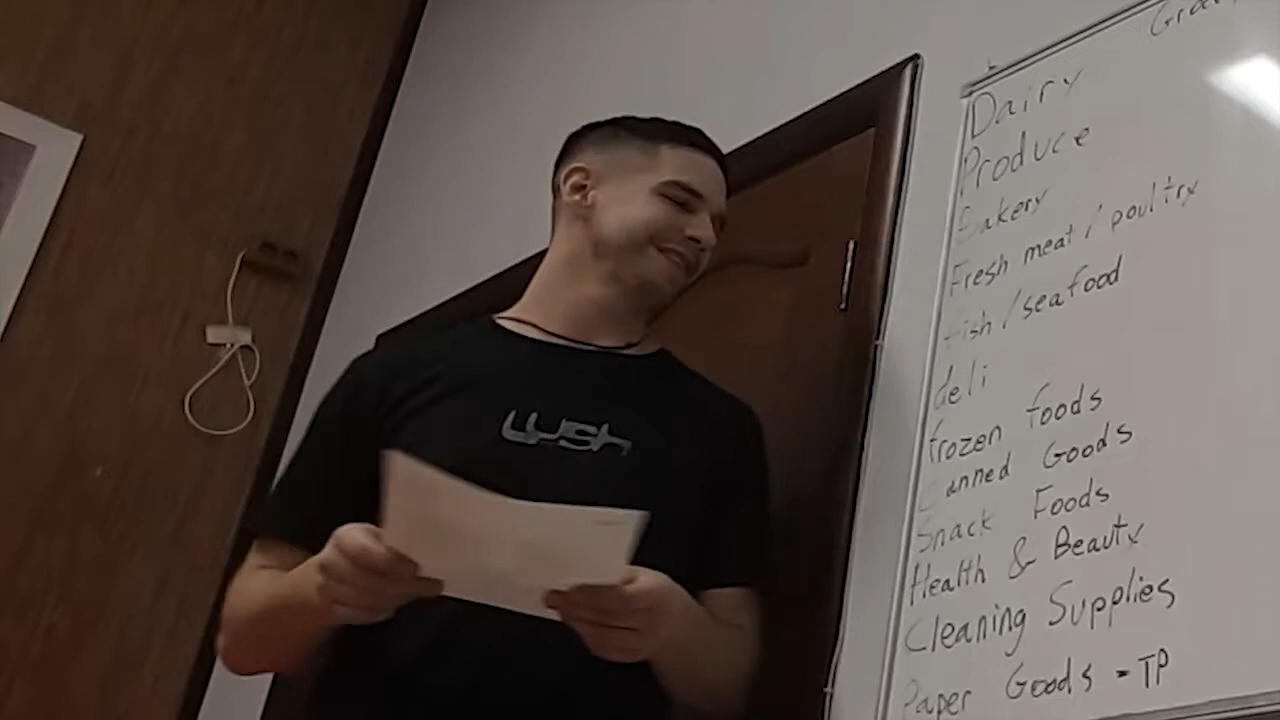 Dairy
Produce
Bakery
Fresh meat / poultry
fish / seafood
deli
frozen foods
Canned Goods
Snack Foods
Health & Beauty
Cleaning Supplies
Paper Goods - TP
Lush